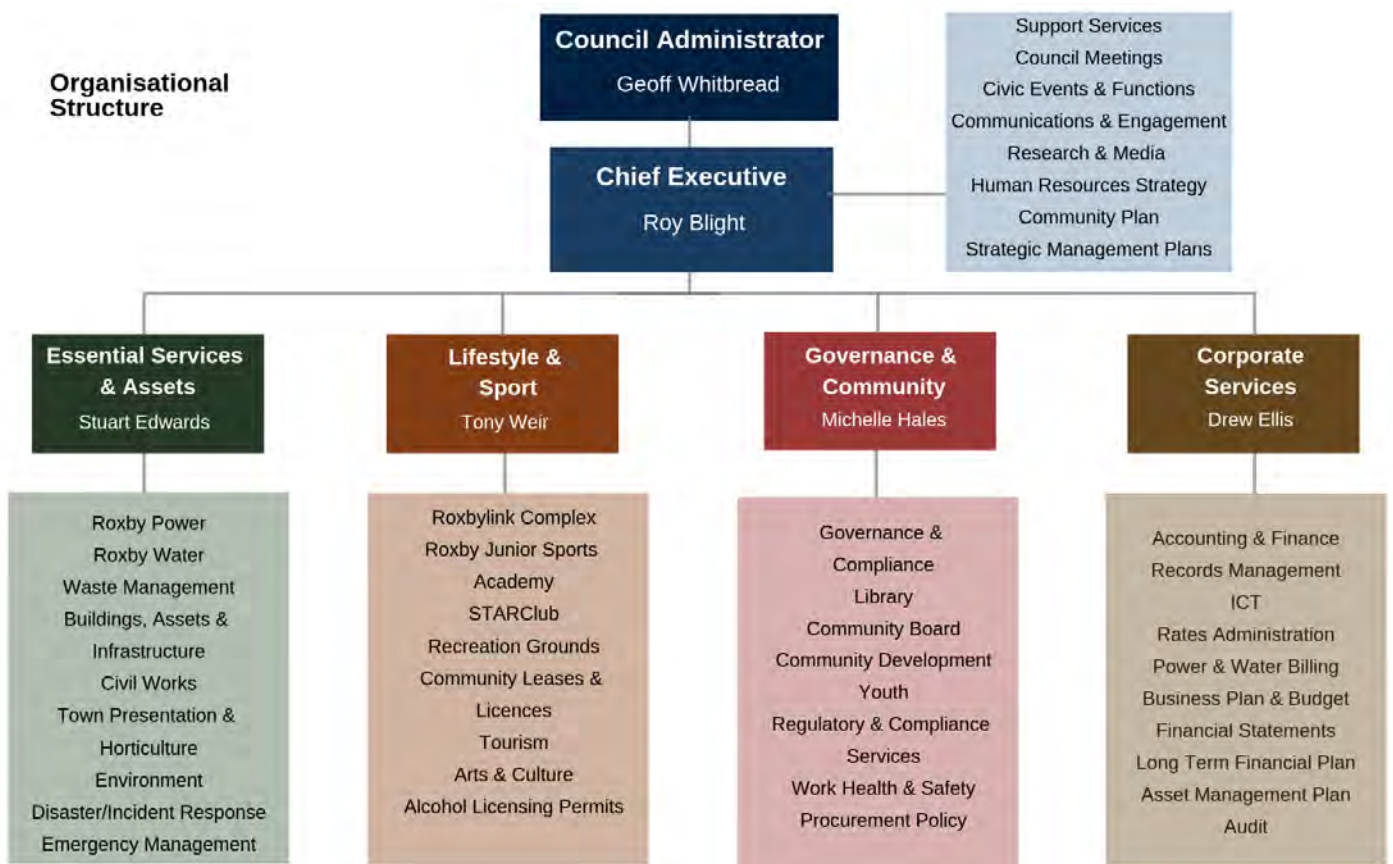 Organisational
Structure
Council Administrator
Geoff Whitbread
Chief Executive
Roy Blight
Support Services
Council Meetings
Civic Events & Functions
Communications & Engagement
Research & Media
Human Resources Strategy
Community Plan
Strategic Management Plans
Essential Services
& Assets
Stuart Edwards
Roxby Power
Roxby Water
Waste Management
Buildings, Assets &
Infrastructure
Civil Works
Town Presentation &
Horticulture
Environment
Disaster/Incident Response
Emergency Management
Lifestyle &
Sport
Tony Weir
Roxbylink Complex
Roxby Junior Sports
Academy
STARClub
Recreation Grounds
Community Leases &
Licences
Tourism
Arts & Culture
Alcohol Licensing Permits
Governance &
Community
Michelle Hales
Governance &
Compliance
Library
Community Board
Community Development
Youth
Regulatory & Compliance
Services
Work Health & Safety
Procurement Policy
Corporate
Services
Drew Ellis
Accounting & Finance
Records Management
ICT
Rates Administration
Power & Water Billing
Business Plan & Budget
Financial Statements
Long Term Financial Plan
Asset Management Plan
Audit